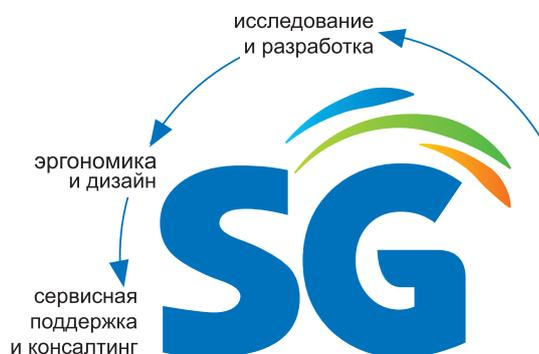 исследование
и разработка
эргономика
и дизайн
SG
сервисная
поддержка
и консалтинг